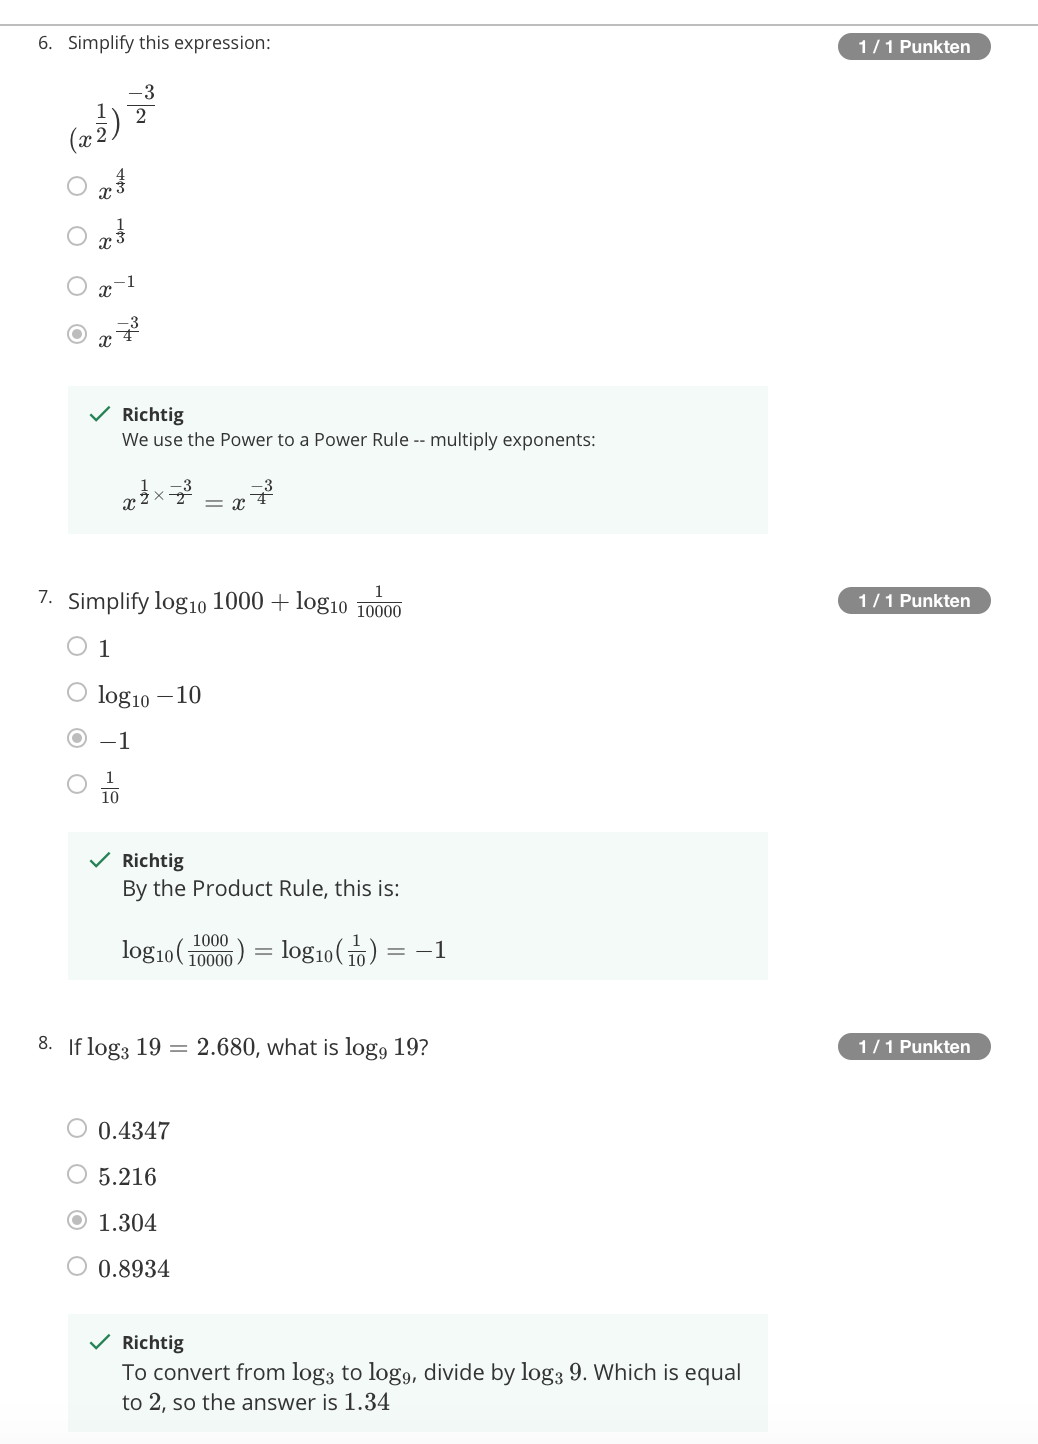 6. Simplify this expression: 1 / 1 Punkten
(x^{\frac{1}{2}})^{\frac{-3}{2}}
x^{\frac{4}{3}}
x^{\frac{1}{3}}
x^{-1}
x^{\frac{-3}{4}}
Richtig
We use the Power to a Power Rule -- multiply exponents:
x^{\frac{1}{2} × \frac{-3}{2}} = x^{\frac{-3}{4}}
7. Simplify log_{10} 1000 + log_{10} \frac{1}{10000} 1 / 1 Punkten
1
log_{10} −10
−1
\frac{1}{10}
Richtig
By the Product Rule, this is:
log_{10}(\frac{1000}{10000}) = log_{10}(\frac{1}{10}) = −1
8. If log_3 19 = 2.680, what is log_9 19? 1 / 1 Punkten
0.4347
5.216
1.304
0.8934
Richtig
To convert from log_3 to log_9, divide by log_3 9. Which is equal
to 2, so the answer is 1.34